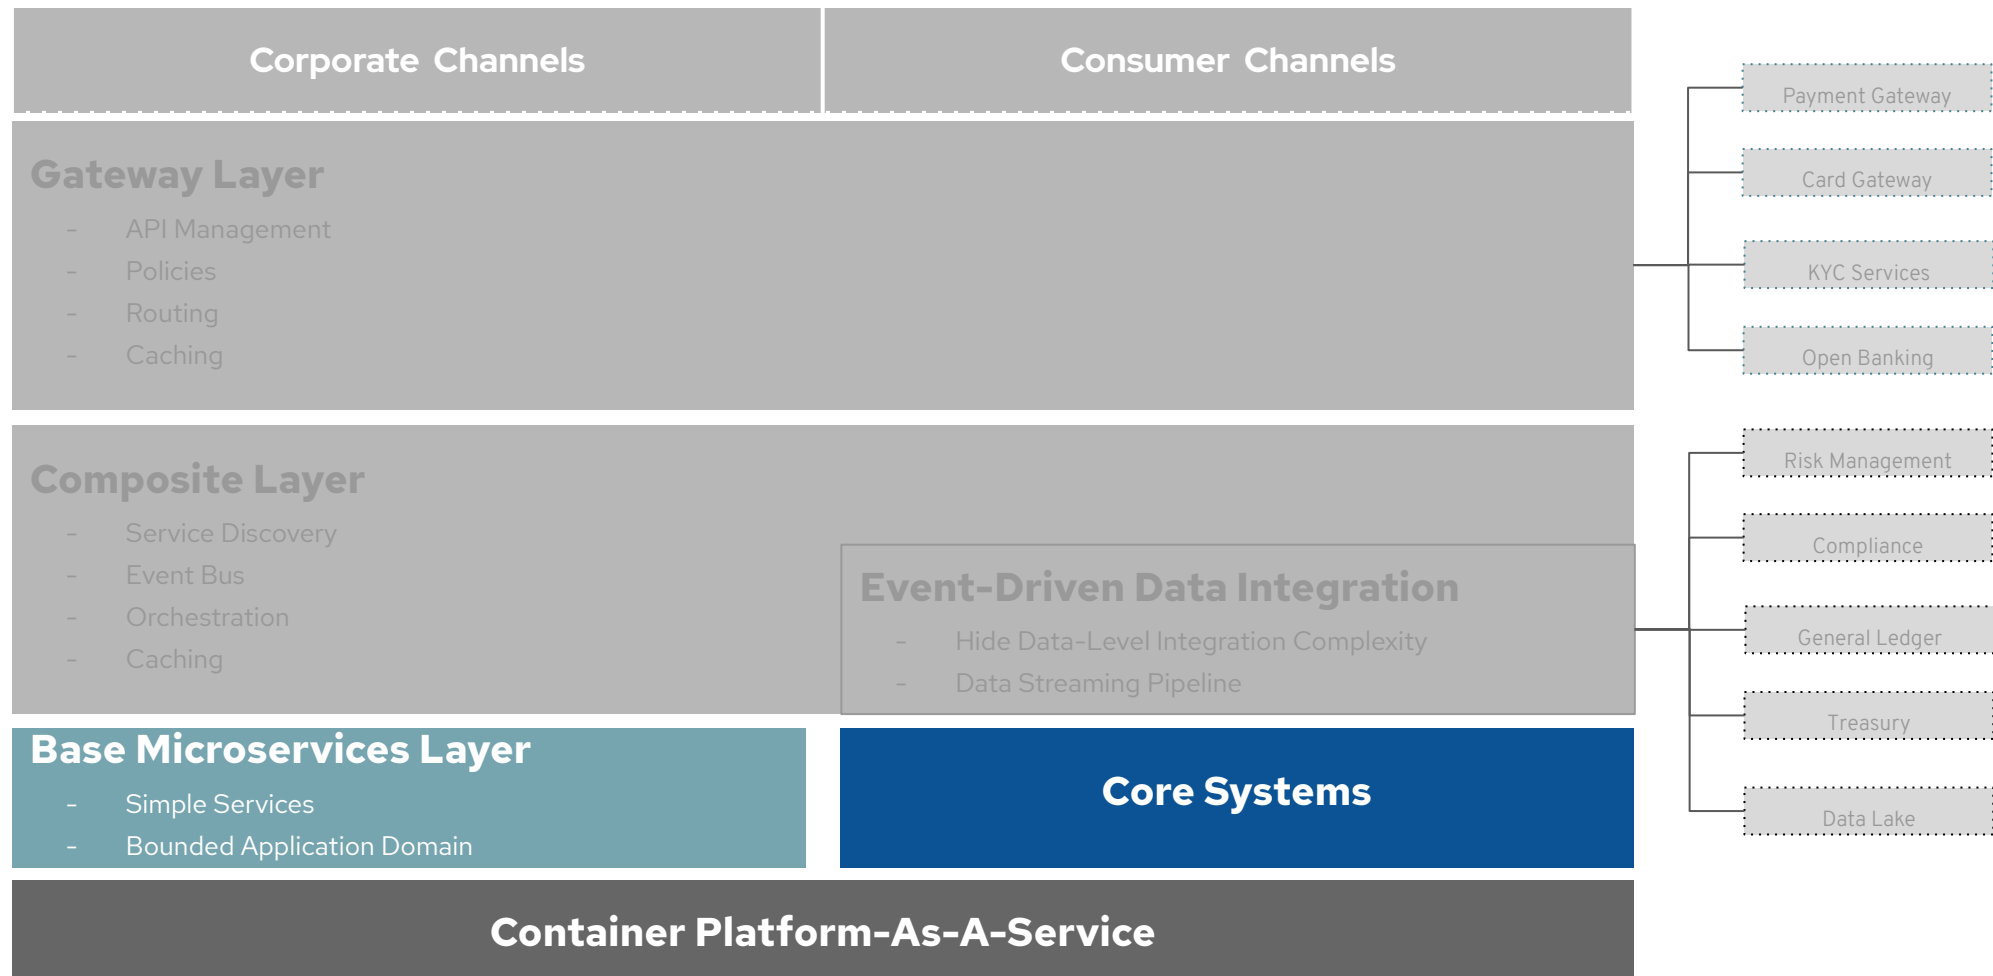 Corporate Channels
Consumer Channels
Gateway Layer
- API Management
- Policies
- Routing
- Caching
Composite Layer
- Service Discovery
- Event Bus
- Orchestration
- Caching
Event-Driven Data Integration
- Hide Data-Level Integration Complexity
- Data Streaming Pipeline
Base Microservices Layer
- Simple Services
- Bounded Application Domain
Core Systems
Container Platform-As-A-Service
Payment Gateway
Card Gateway
KYC Services
Open Banking
Risk Management
Compliance
General Ledger
Treasury
Data Lake